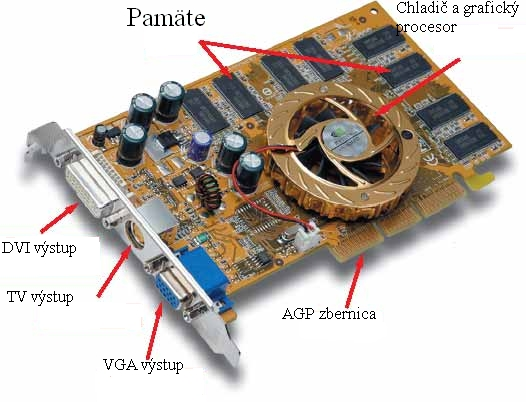 Pamäte
Chladič a grafický
procesor
DVI výstup
TV výstup
VGA výstup
AGP zbernica